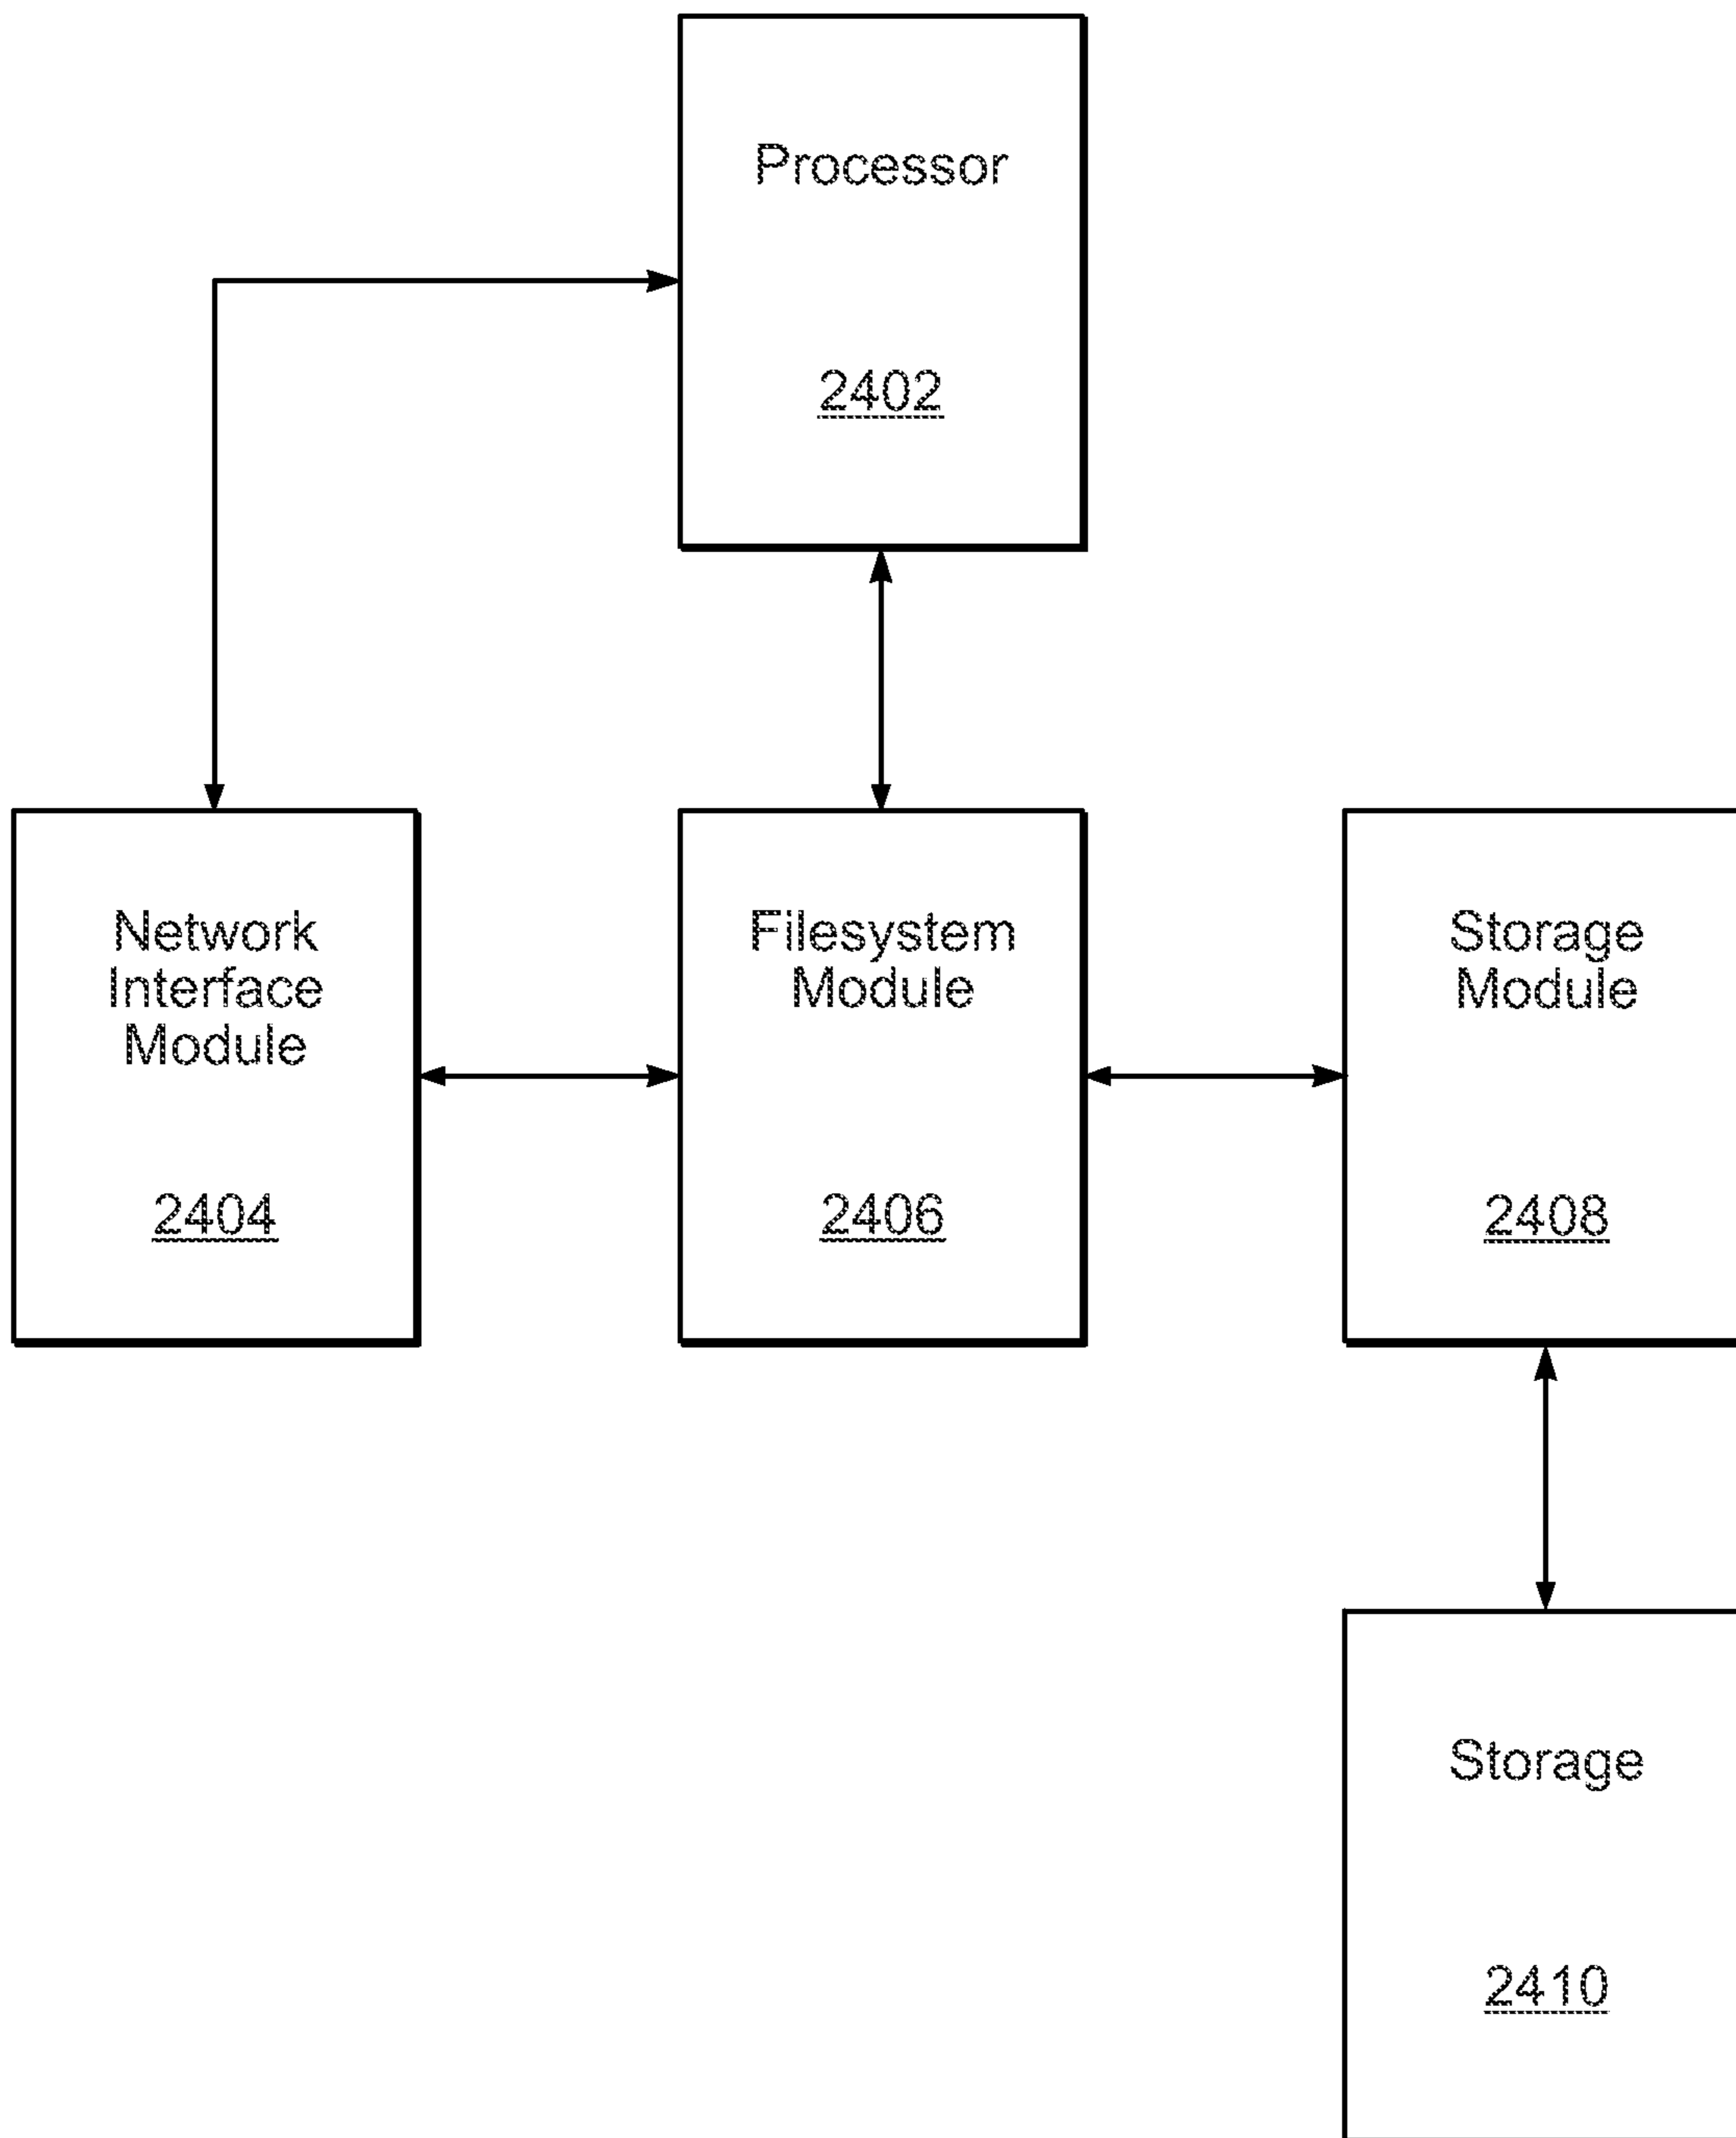 Processor
2402
Network
Interface
Module
2404
Filesystem
Module
2406
Storage
Module
2408
Storage
2410